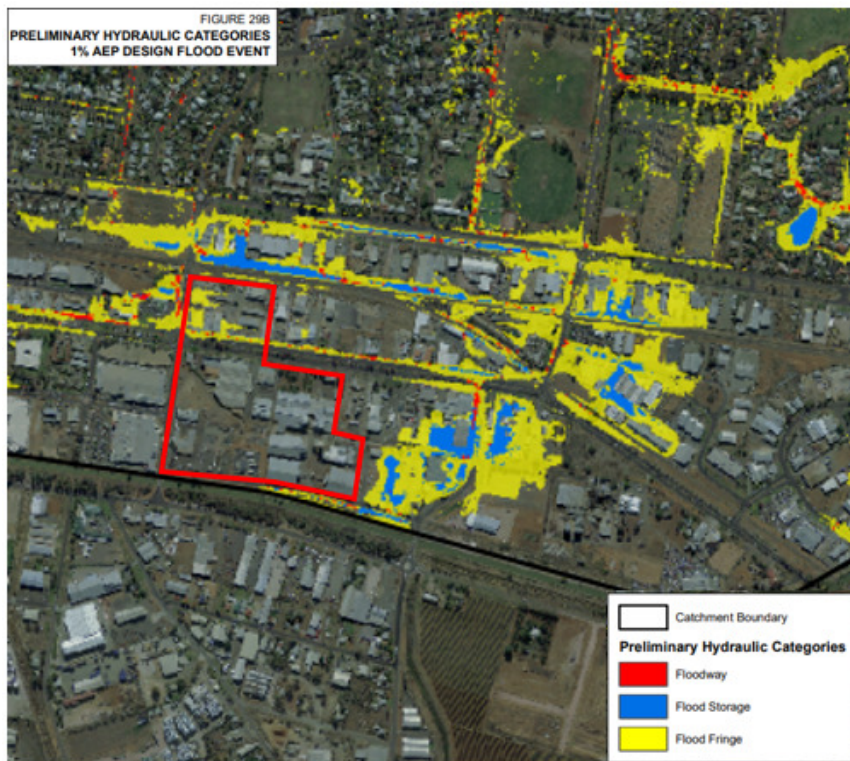 FIGURE 29B
PRELIMINARY HYDRAULIC CATEGORIES
1% AEP DESIGN FLOOD EVENT
Catchment Boundary
Preliminary Hydraulic Categories
Floodway
Flood Storage
Flood Fringe